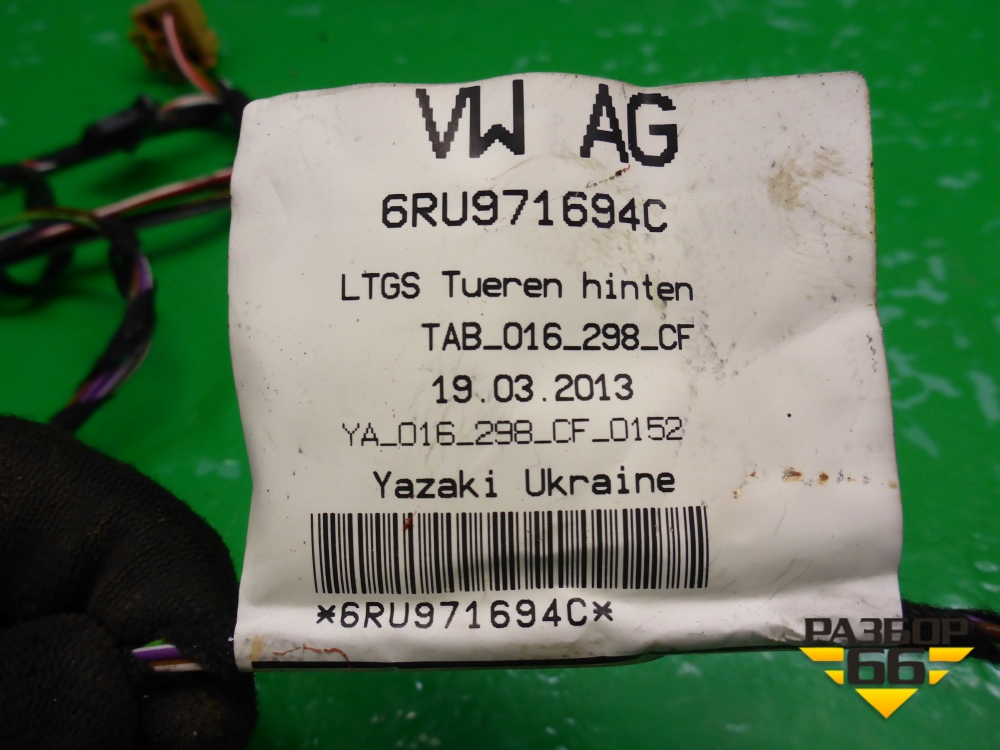 VW AG
6RU971694C
LTGS Tueren hinten
TAB_016_298_CF
19.03.2013
YA_016_298_CF_0152
Yazaki Ukraine
*6RU971694C*
РАЗБОР
66